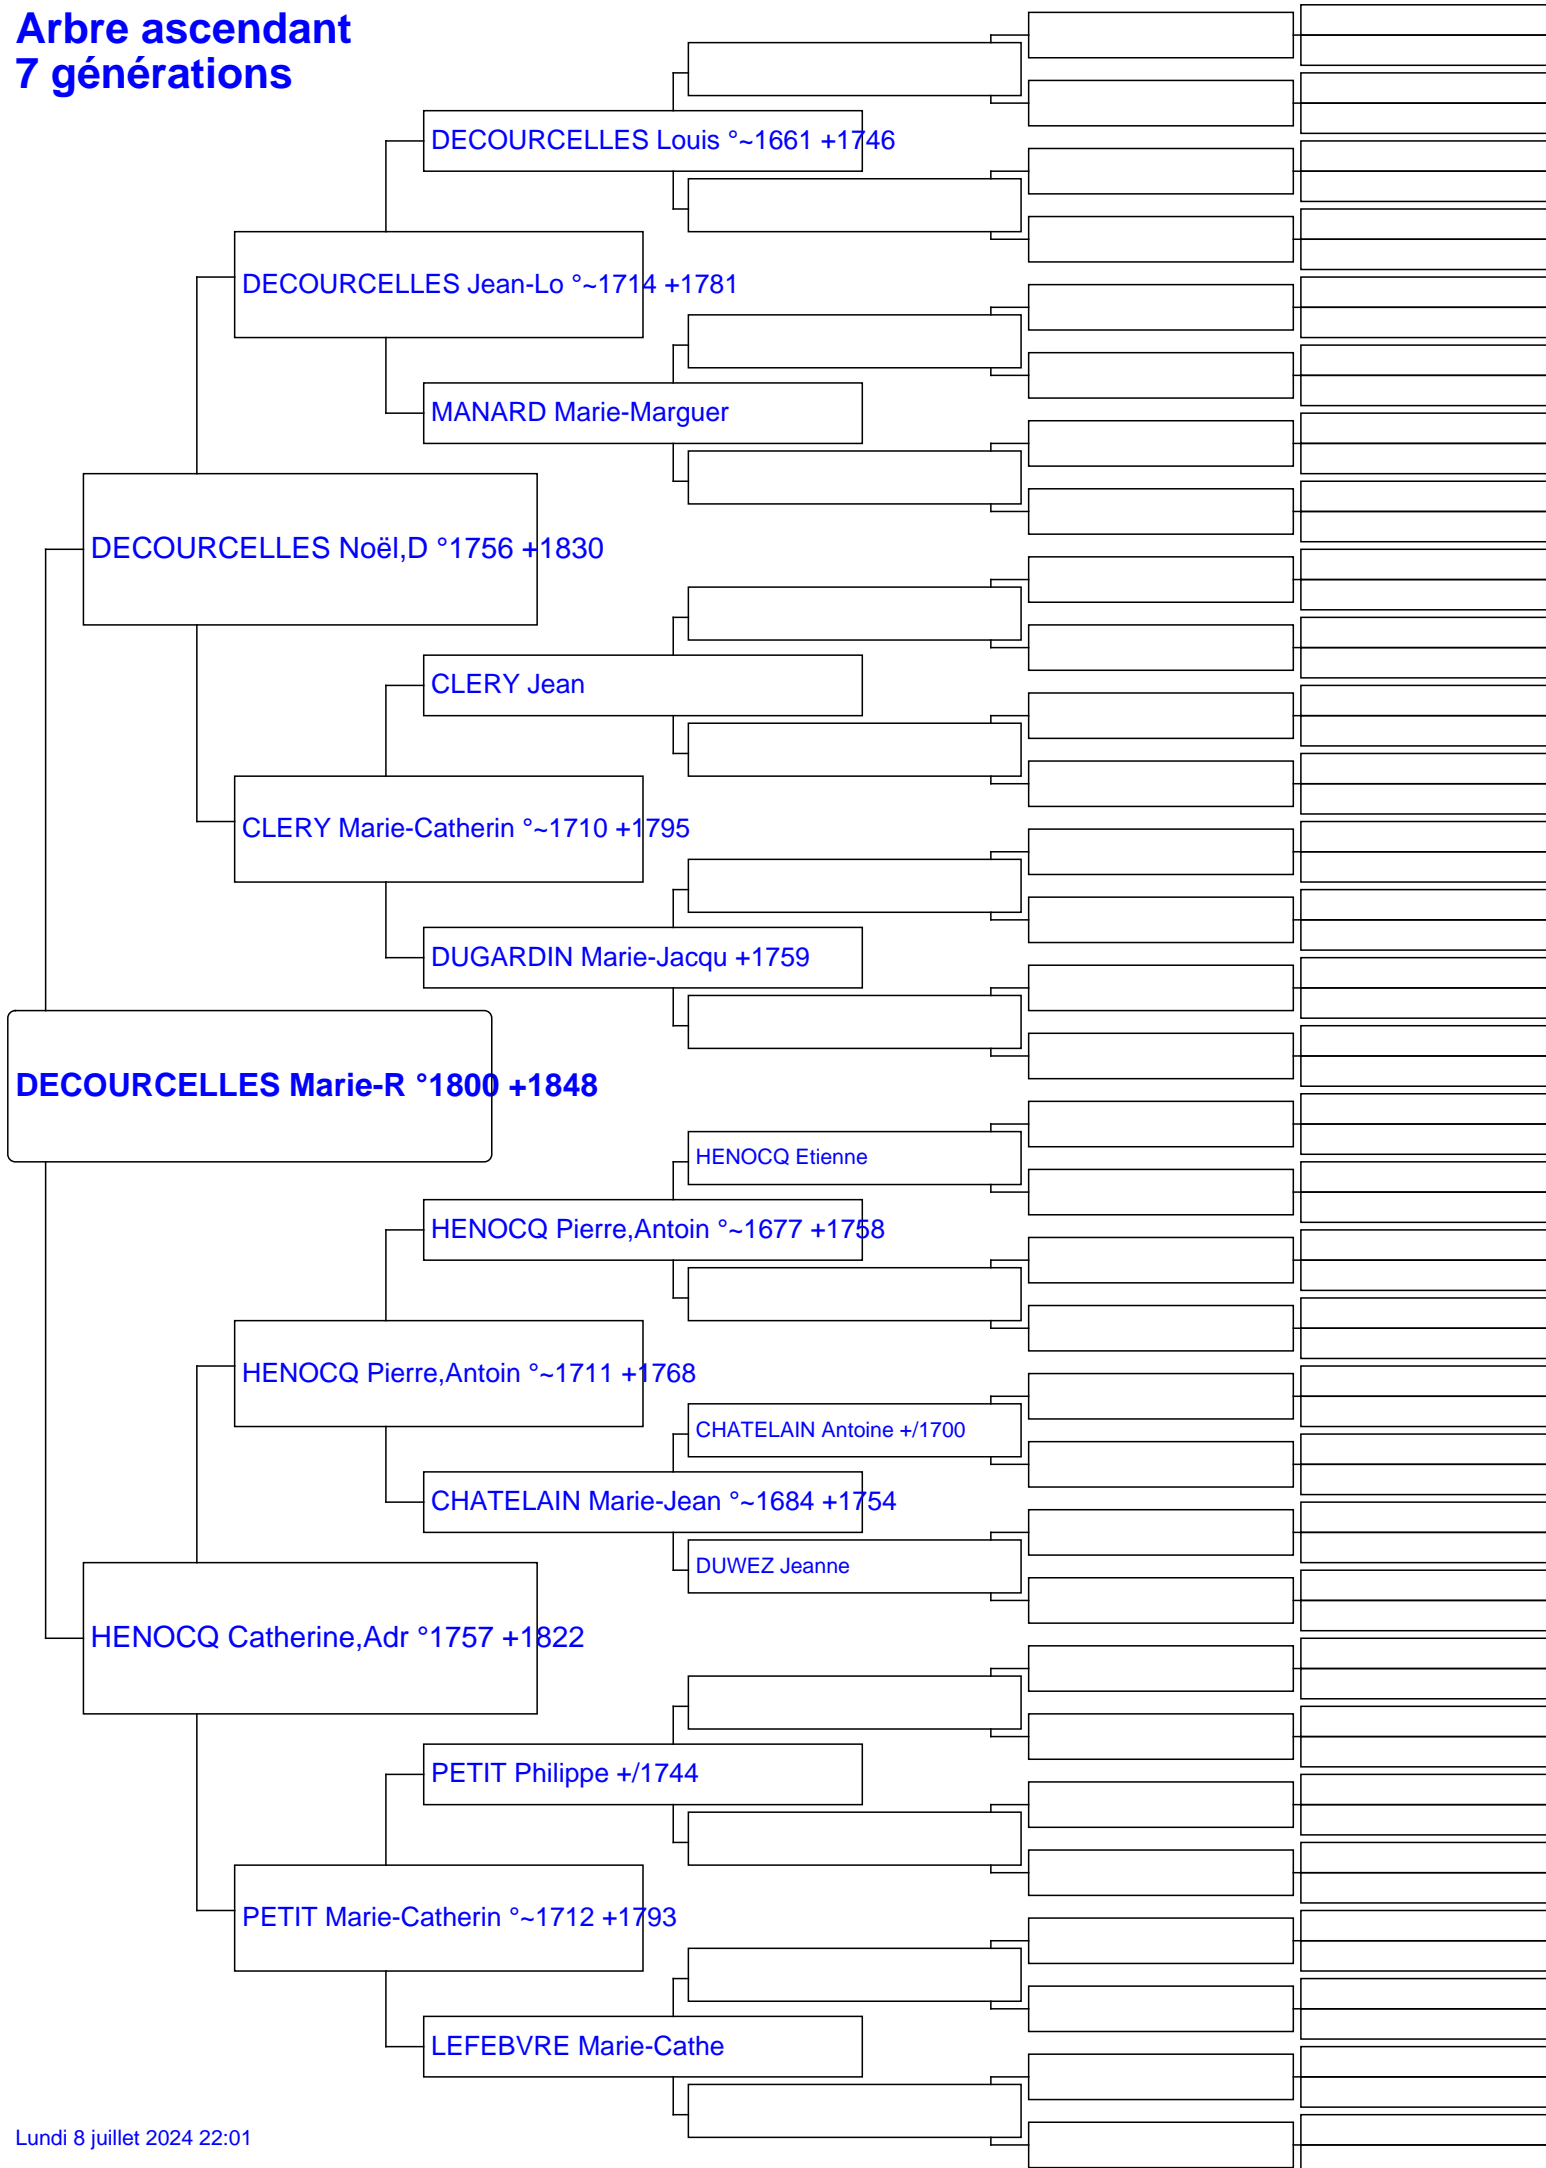 Arbre ascendant
7 générations
DECOURCELLES Louis °~1661 +1746
DECOURCELLES Jean-Lo °~1714 +1781
MANARD Marie-Marguer
DECOURCELLES Noël,D °1756 +1830
CLERY Jean
CLERY Marie-Catherin °~1710 +1795
DUGARDIN Marie-Jacqu +1759
DECOURCELLES Marie-R °1800 +1848
HENOCQ Etienne
HENOCQ Pierre,Antoin °~1677 +1758
HENOCQ Pierre,Antoin °~1711 +1768
CHATELAIN Antoine +/1700
CHATELAIN Marie-Jean °~1684 +1754
DUWEZ Jeanne
HENOCQ Catherine,Adr °1757 +1822
PETIT Philippe +/1744
PETIT Marie-Catherin °~1712 +1793
LEFEBVRE Marie-Cathe
Lundi 8 juillet 2024 22:01